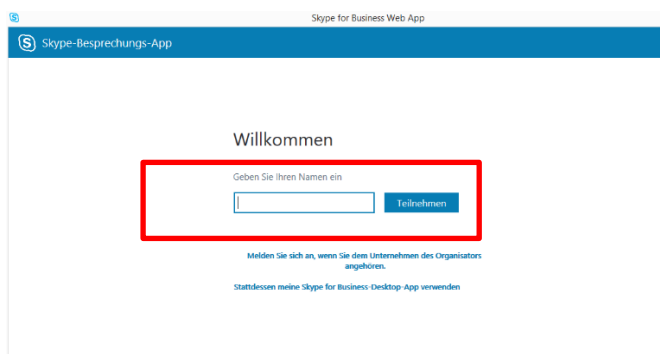 Skype for Business Web App
Skype-Besprechungs-App
Willkommen
Geben Sie Ihren Namen ein
Teilnehmen
Melden Sie sich an, wenn Sie dem Unternehmen des Organisators
angehören.
Stattdessen meine Skype for Business-Desktop-App verwenden